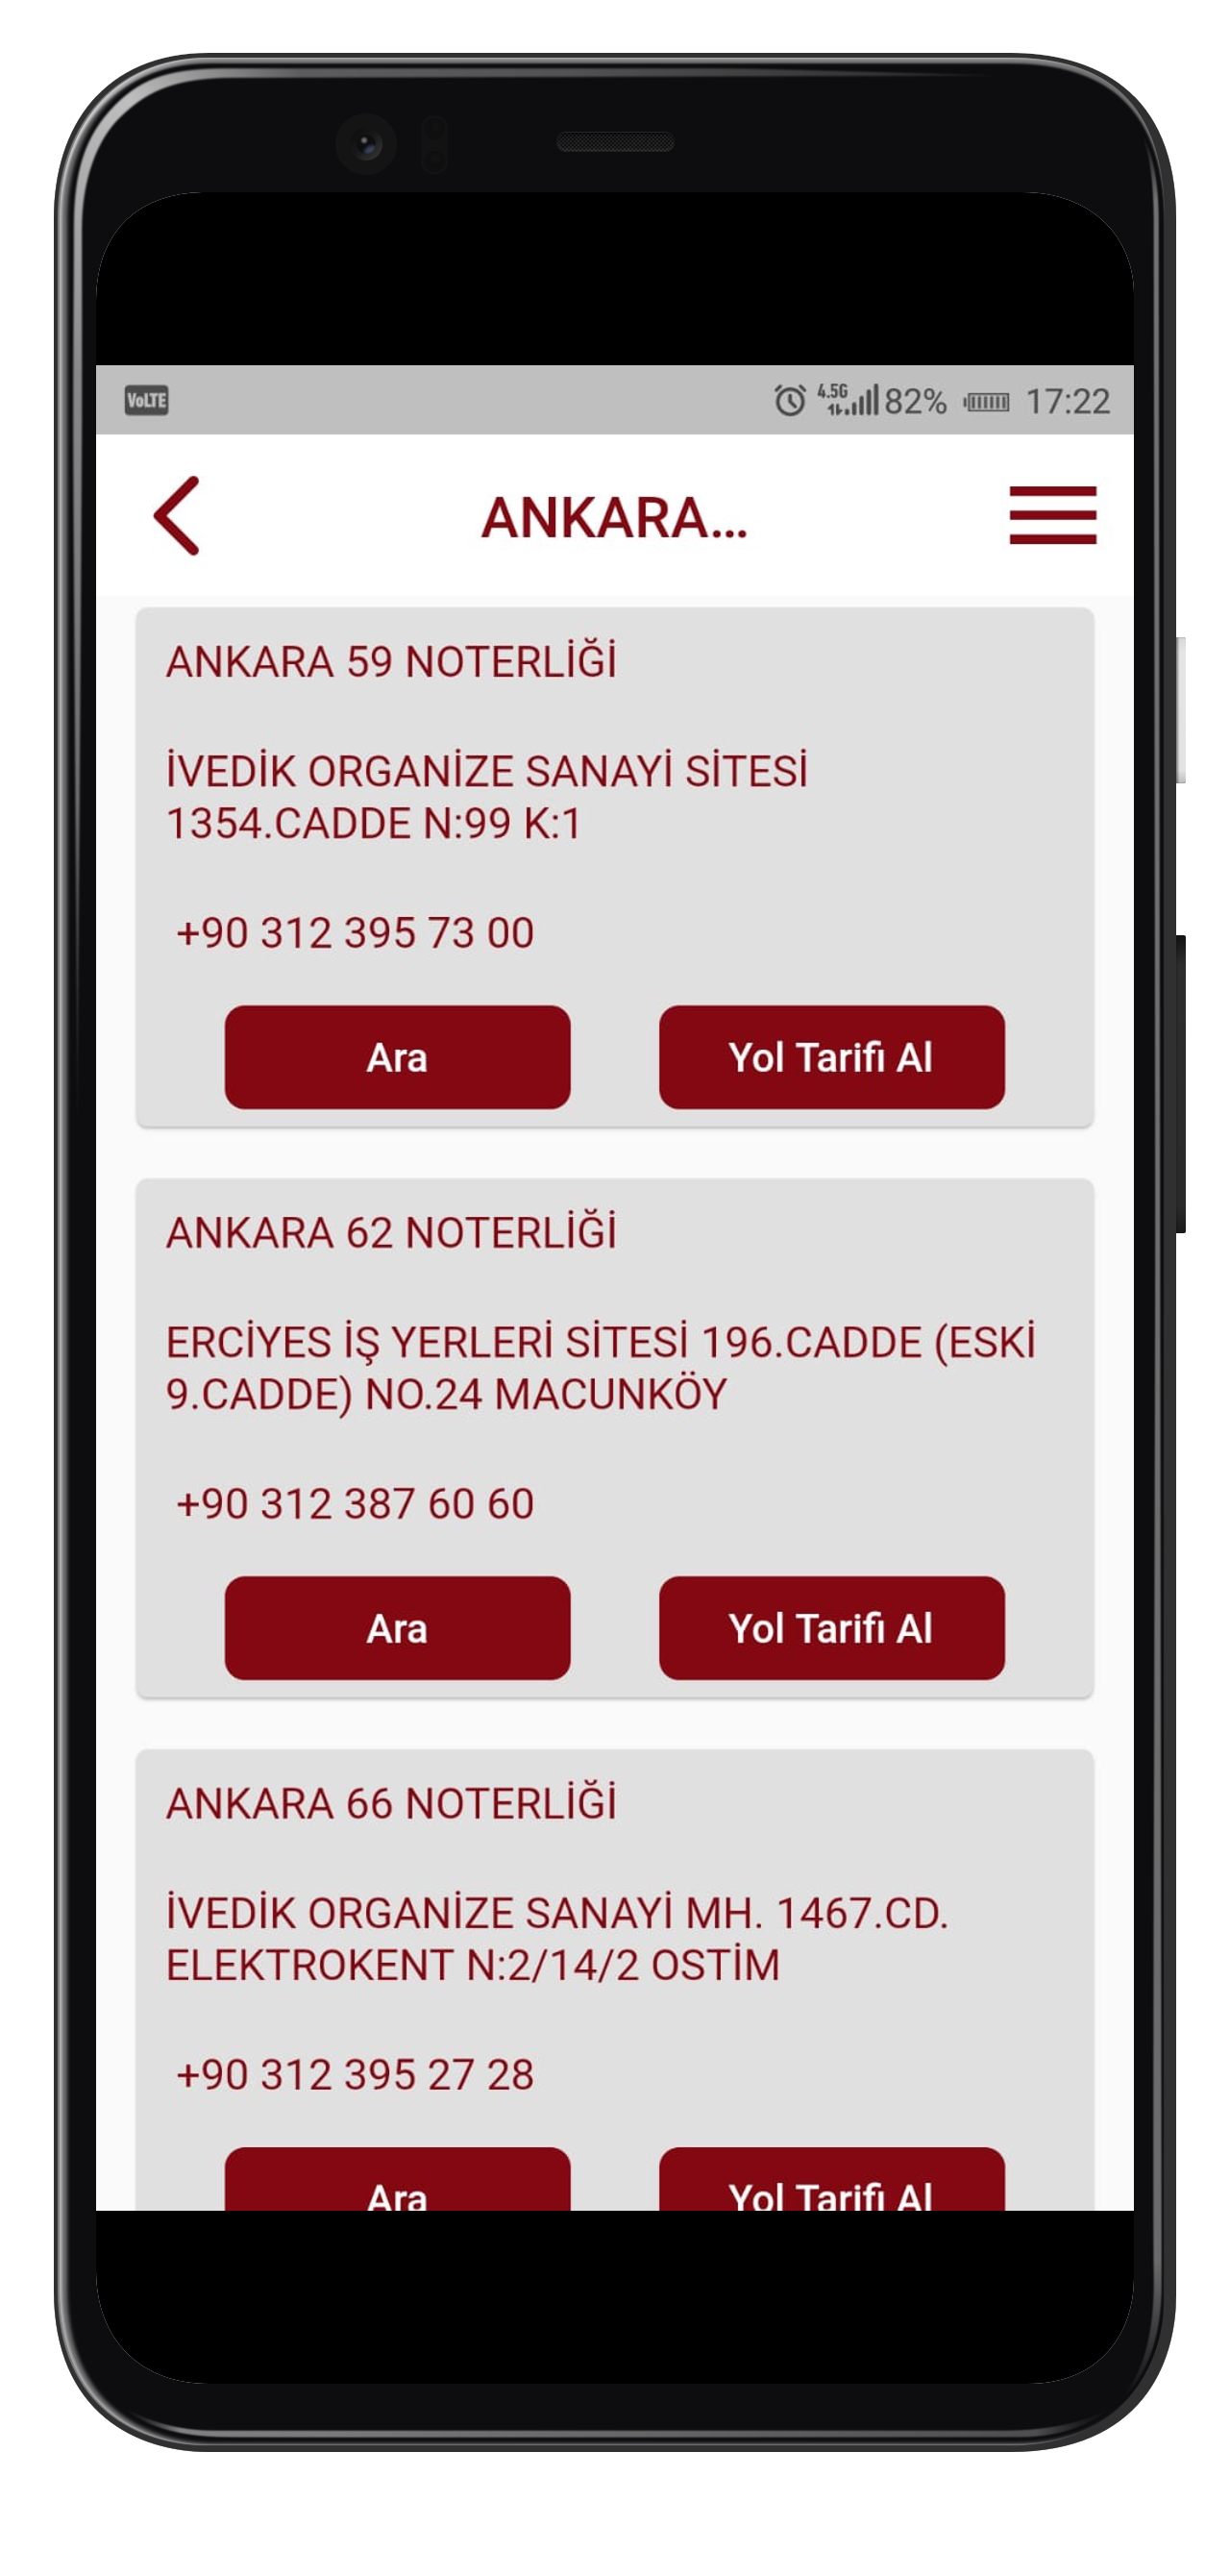 VoLTE 4.5G 82% 17:22
ANKARA...
ANKARA 59 NOTERLİĞİ
İVEDİK ORGANİZE SANAYİ SİTESİ
1354.CADDE N:99 K:1
+90 312 395 73 00
Ara Yol Tarifi Al
ANKARA 62 NOTERLİĞİ
ERCİYES İŞ YERLERİ SİTESİ 196.CADDE (ESKİ
9.CADDE) NO.24 MACUNKÖY
+90 312 387 60 60
Ara Yol Tarifi Al
ANKARA 66 NOTERLİĞİ
İVEDİK ORGANİZE SANAYİ MH. 1467.CD.
ELEKTROKENT N:2/14/2 OSTİM
+90 312 395 27 28
Ara Yol Tarifi Al